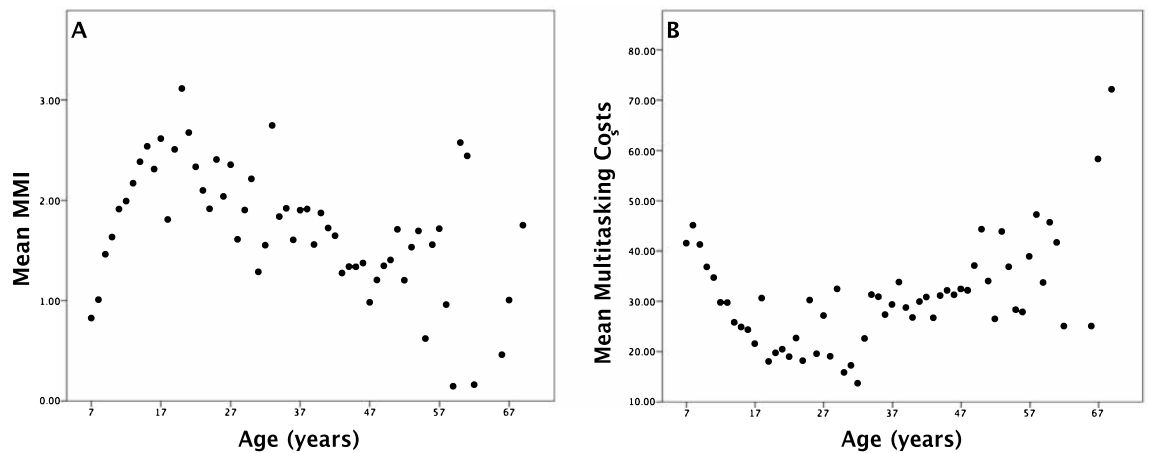 A
Mean MMI
3.00
2.00
1.00
0.00
7 17 27 37 47 57 67
Age (years)
B
Mean Multitasking Costs
s
80.00
70.00
60.00
50.00
40.00
30.00
20.00
10.00
7 17 27 37 47 57 67
Age (years)